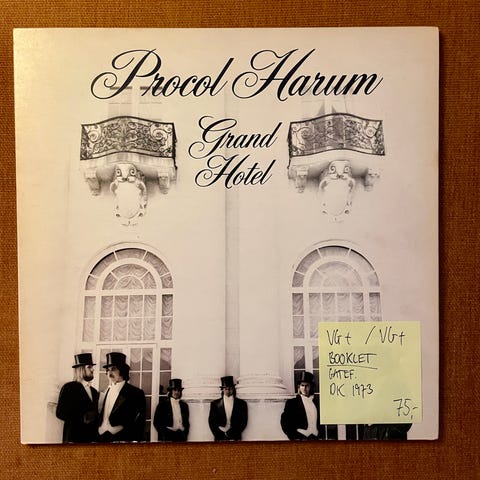 Procol Harum
Grand
Hotel
VG+ / VG+
BOOKLET
GATEF.
DK 1973
75,-